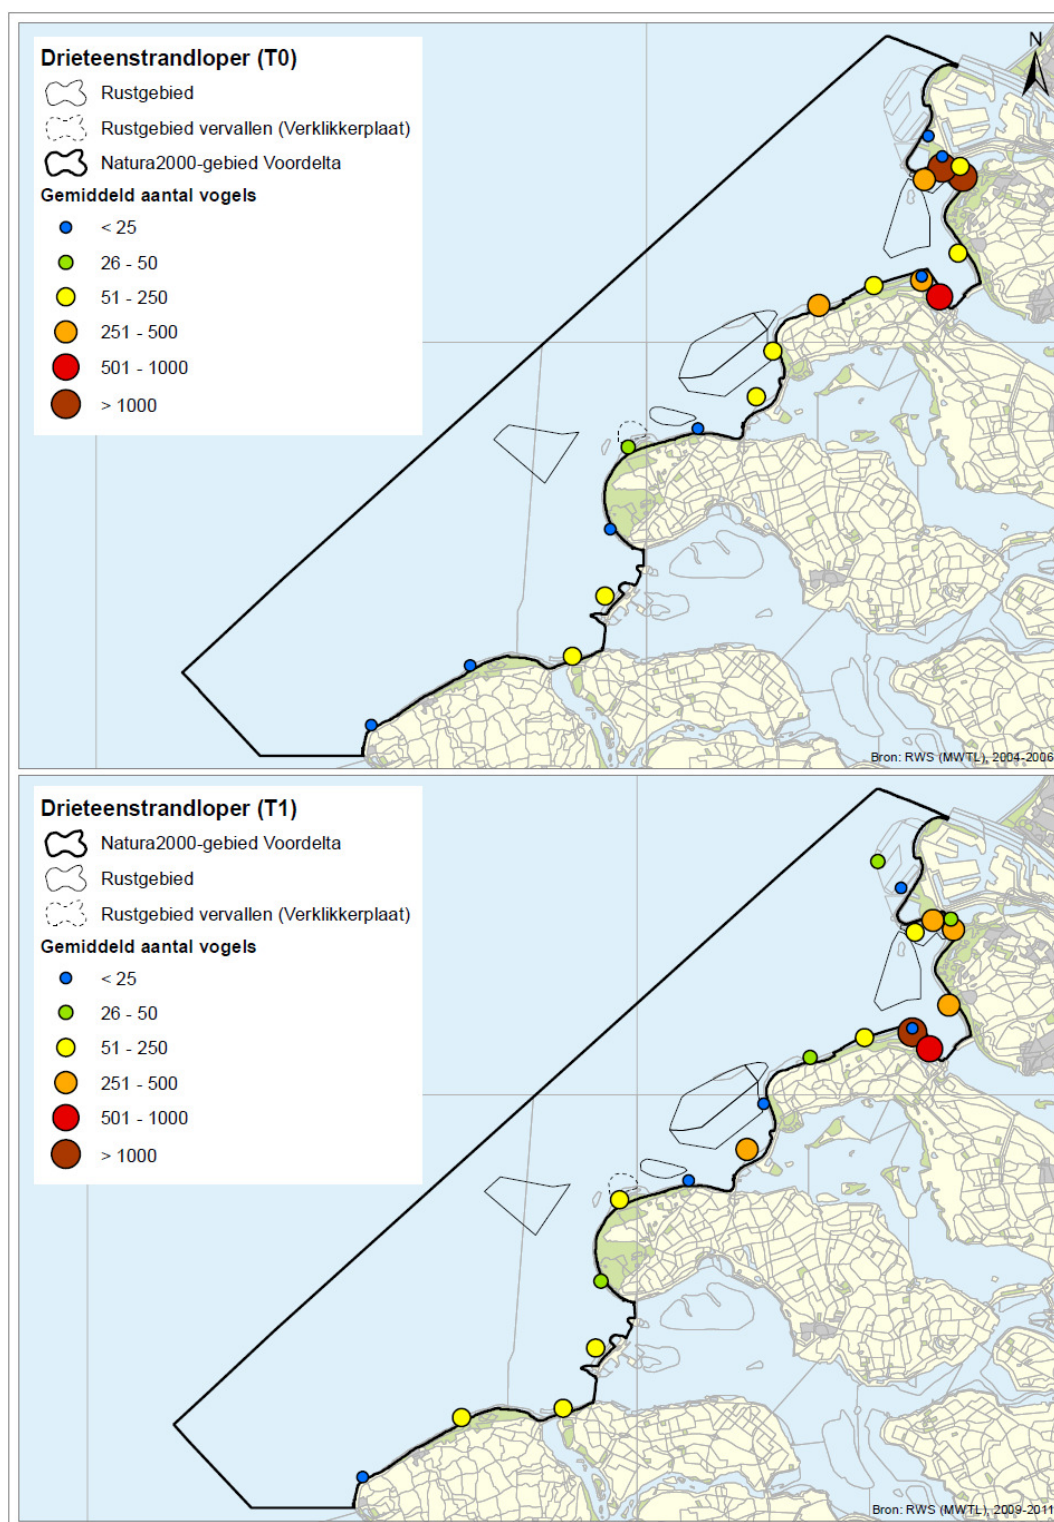 Drieteenstrandloper (T0)
Rustgebied
Rustgebied vervallen (Verklikkerplaat)
Natura2000-gebied Voordelta
Gemiddeld aantal vogels
< 25
26 - 50
51 - 250
251 - 500
501 - 1000
> 1000
N
Bron: RWS (MWTL), 2004-2006
Drieteenstrandloper (T1)
Natura2000-gebied Voordelta
Rustgebied
Rustgebied vervallen (Verklikkerplaat)
Gemiddeld aantal vogels
< 25
26 - 50
51 - 250
251 - 500
501 - 1000
> 1000
Bron: RWS (MWTL), 2009-2011